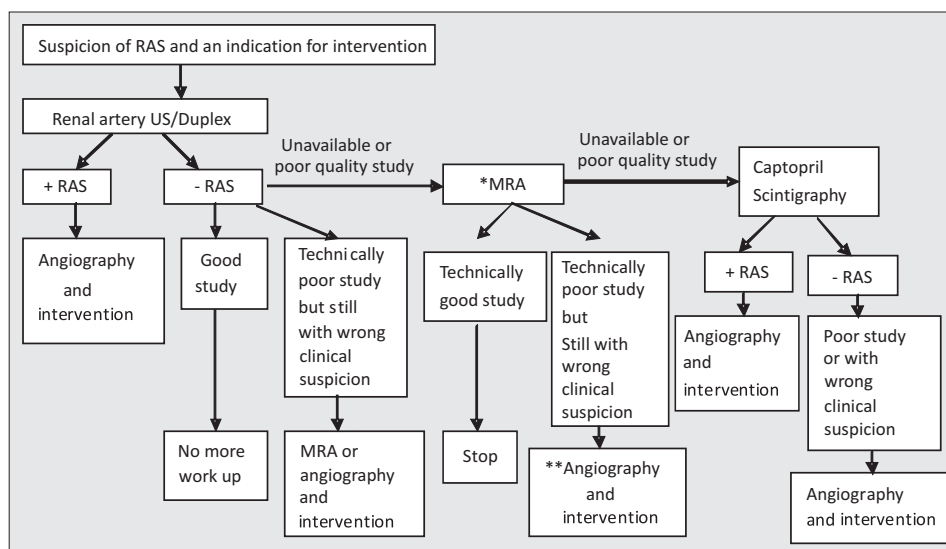 Suspicion of RAS and an indication for intervention
Renal artery US/Duplex
Unavailable or
poor quality study
Unavailable or
poor quality study
+ RAS
- RAS
*MRA
Captopril
Scintigraphy
Angiography
and
intervention
Good
study
Technically
poor study
but still
with wrong
clinical
suspicion
Technically
good study
Technically
poor study
but
Still with
wrong
clinical
suspicion
+ RAS
- RAS
Angiography
and
intervention
Poor study
or with
wrong
clinical
suspicion
No more
work up
MRA or
angiography
and
intervention
Stop
**Angiography
and
intervention
Angiography
and intervention